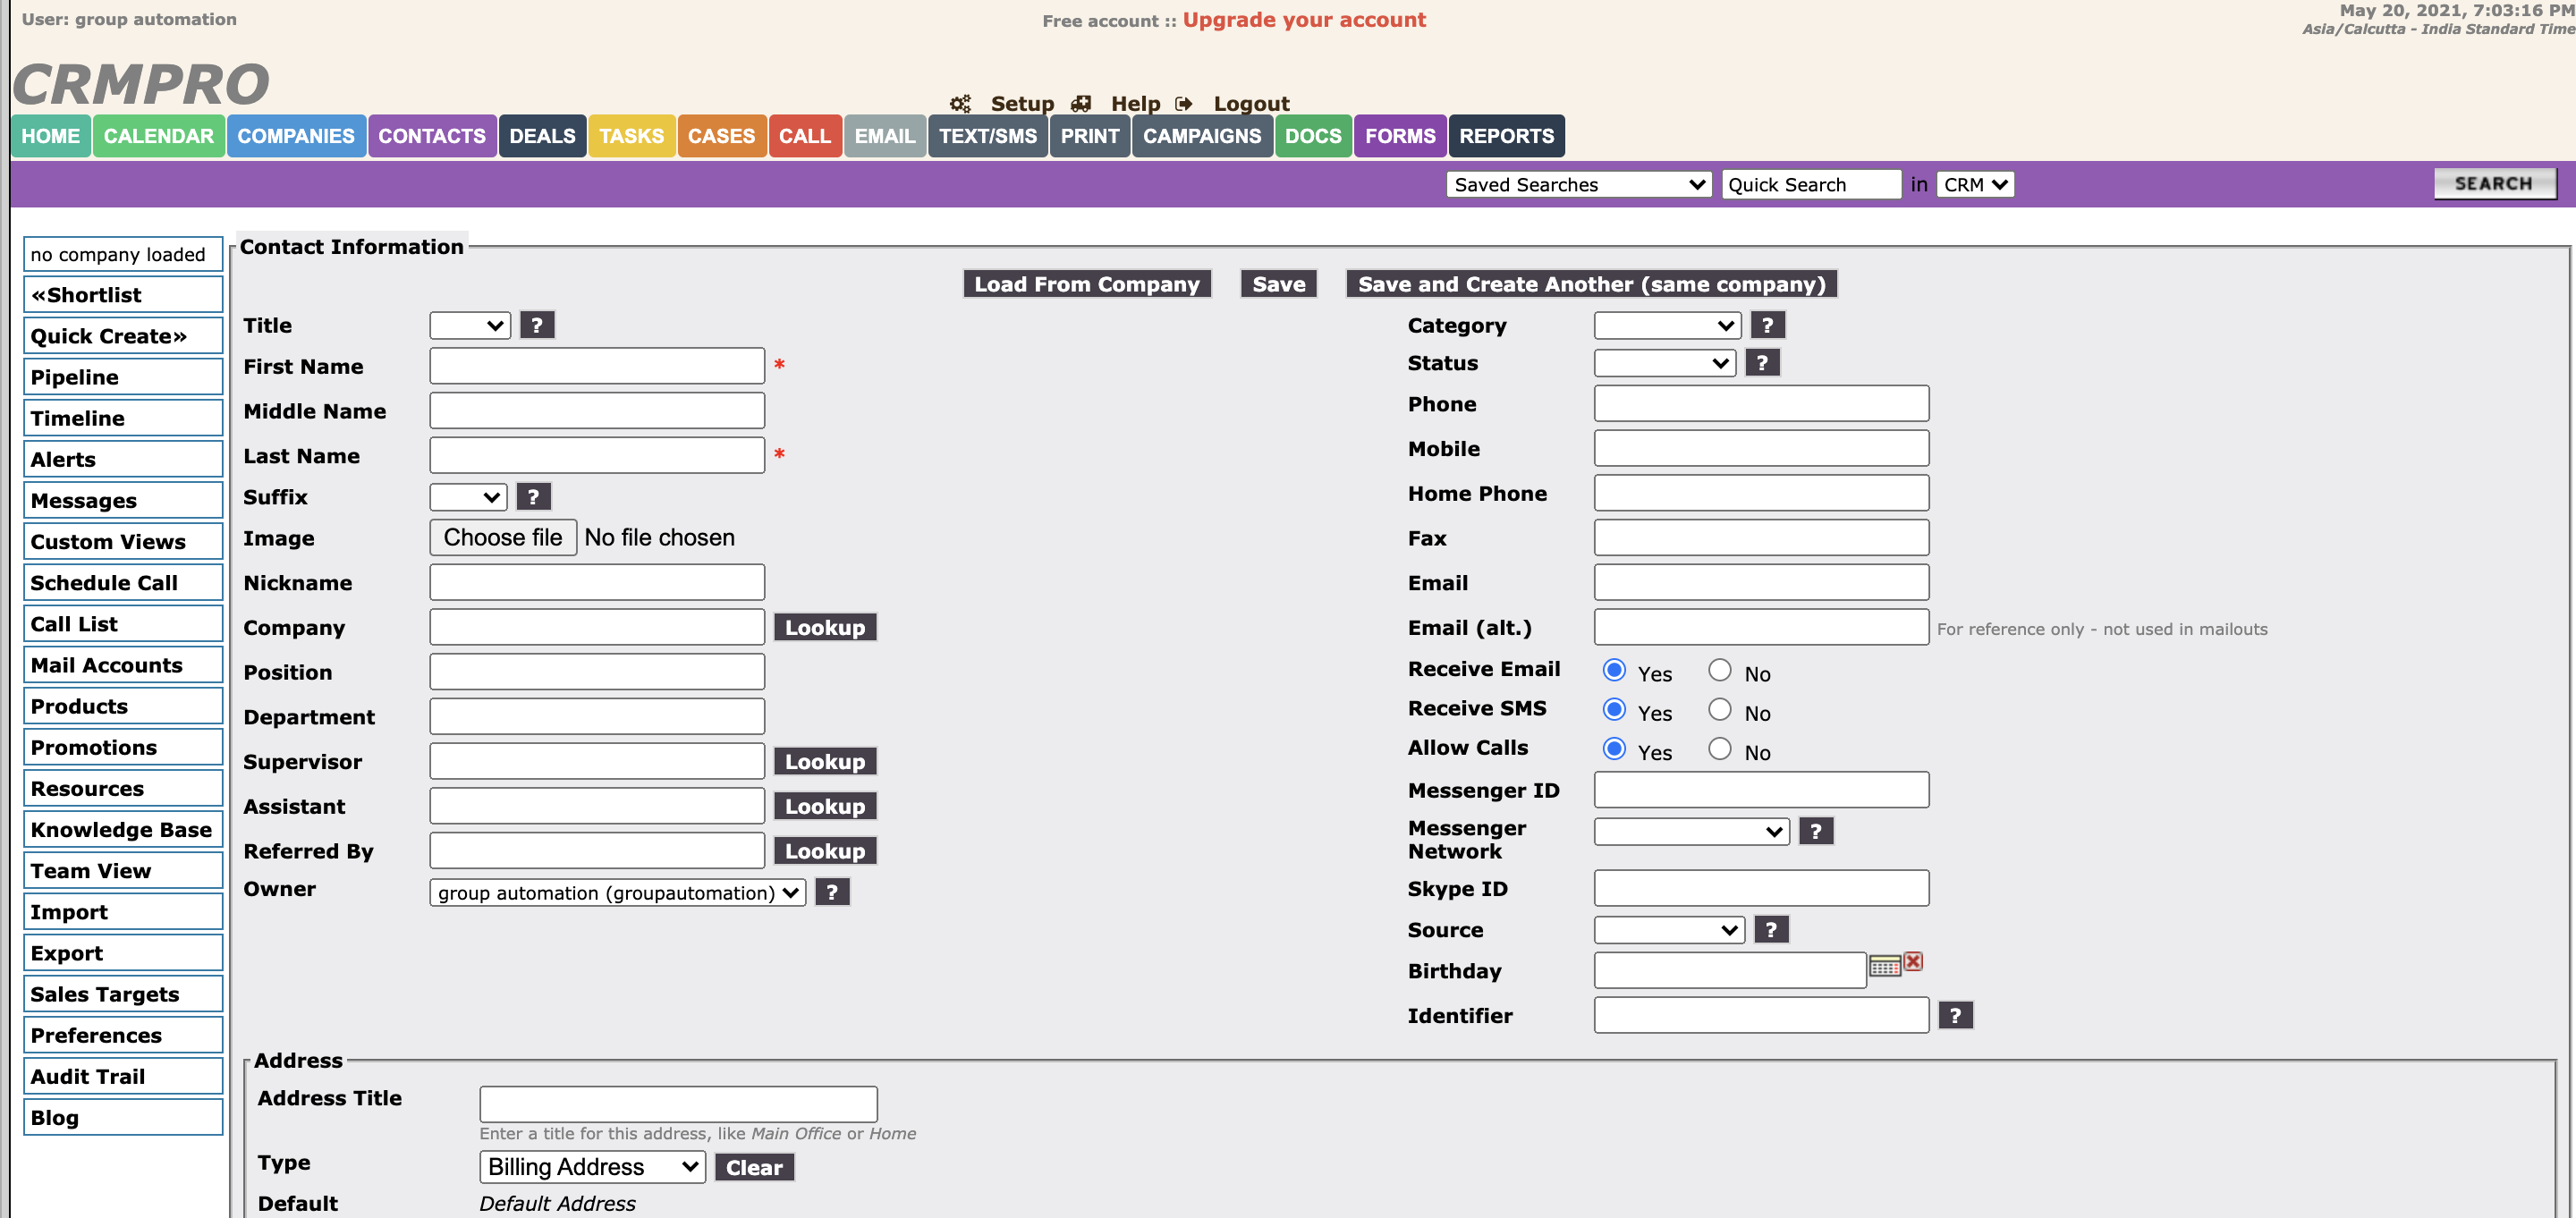 User: group automation
Free account :: Upgrade your account
May 20, 2021, 7:03:16 PM
Asia/Calcutta - India Standard Time
CRMPRO
Setup Help Logout
HOME CALENDAR COMPANIES CONTACTS DEALS TASKS CASES CALL EMAIL TEXT/SMS PRINT CAMPAIGNS DOCS FORMS REPORTS
Saved Searches Quick Search in CRM SEARCH
no company loaded
«Shortlist
Quick Create»
Pipeline
Timeline
Alerts
Messages
Custom Views
Schedule Call
Call List
Mail Accounts
Products
Promotions
Resources
Knowledge Base
Team View
Import
Export
Sales Targets
Preferences
Audit Trail
Blog
Contact Information
Load From Company Save Save and Create Another (same company)
Title ?
First Name *
Middle Name
Last Name *
Suffix ?
Image Choose file No file chosen
Nickname
Company Lookup
Position
Department
Supervisor Lookup
Assistant Lookup
Referred By Lookup
Owner group automation (groupautomation) ?
Category ?
Status ?
Phone
Mobile
Home Phone
Fax
Email
Email (alt.) For reference only - not used in mailouts
Receive Email Yes No
Receive SMS Yes No
Allow Calls Yes No
Messenger ID
Messenger
Network ?
Skype ID
Source ?
Birthday
Identifier ?
Address
Address Title
Enter a title for this address, like Main Office or Home
Type Billing Address Clear
Default Default Address